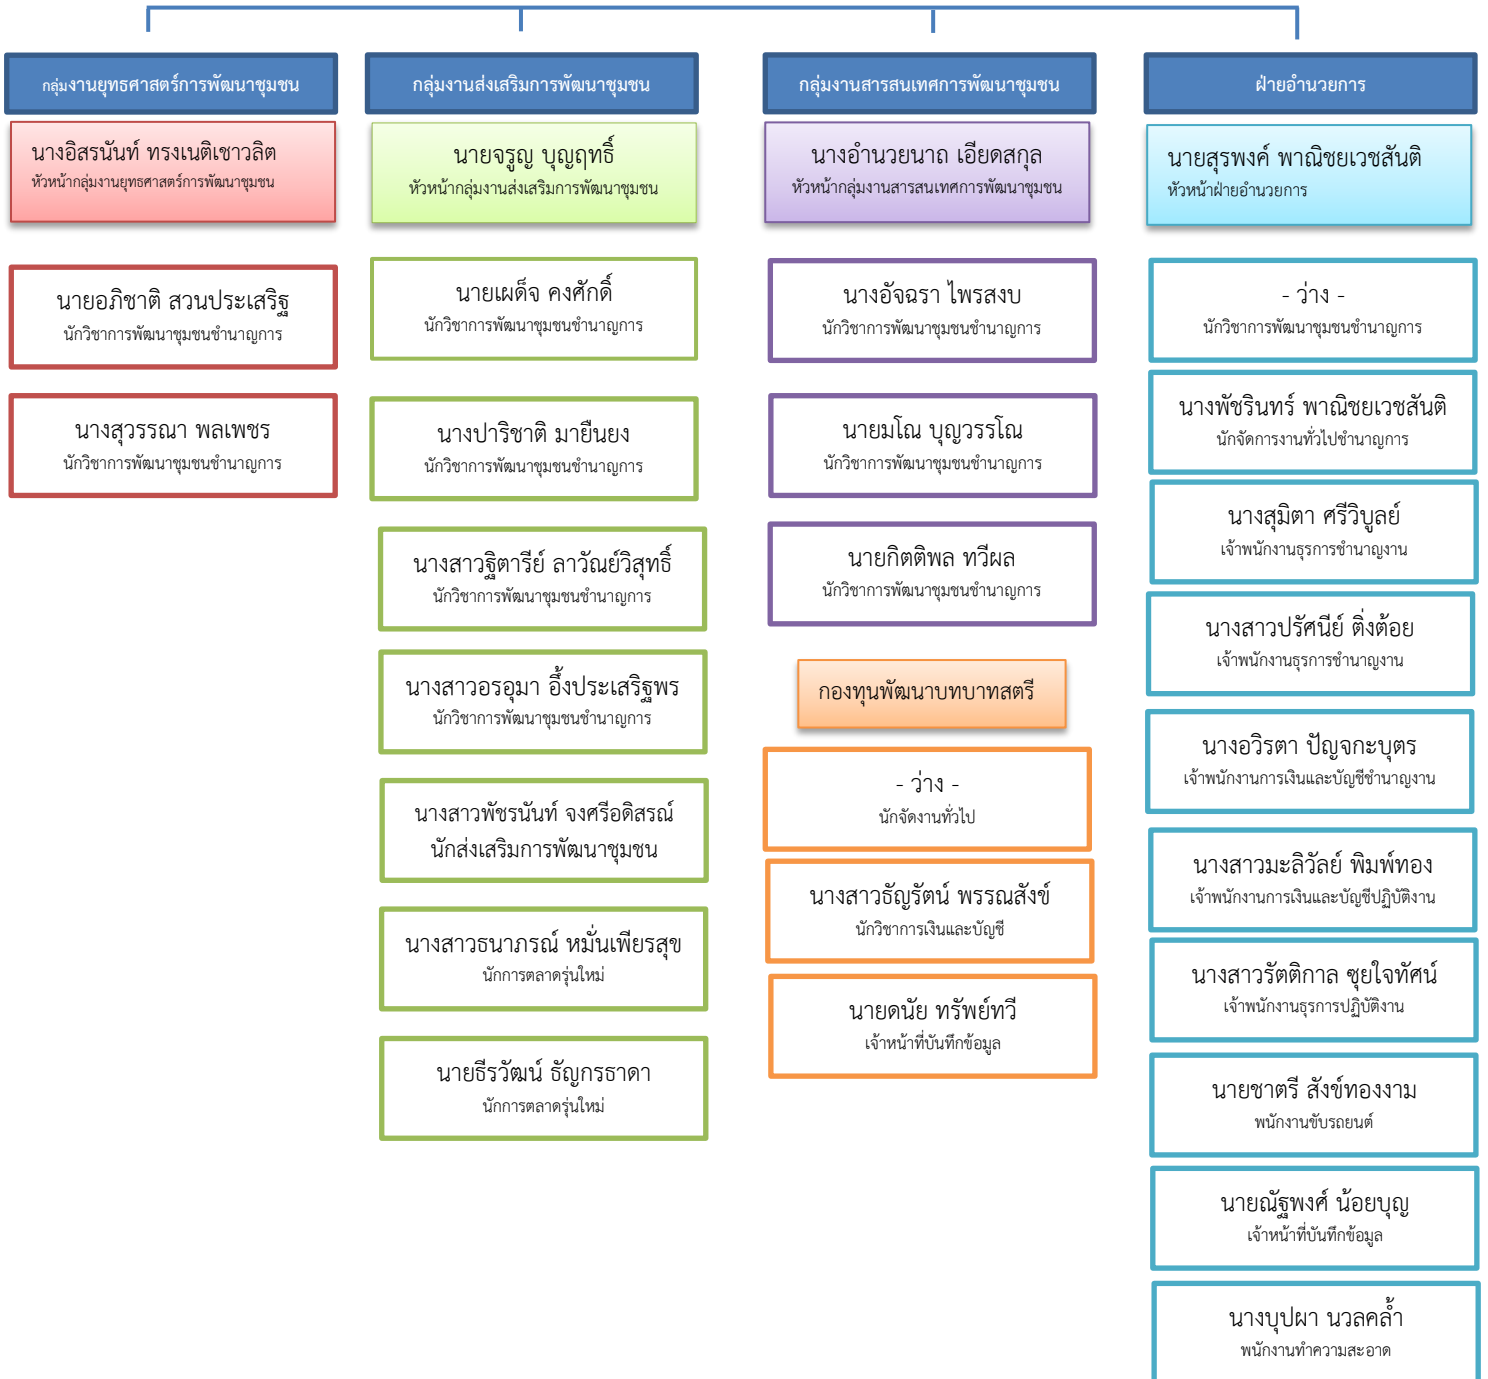 กลุ่มงานยุทธศาสตร์การพัฒนาชุมชน
นางอิสรนันท์ ทรงเนติเชาวลิต
หัวหน้ากลุ่มงานยุทธศาสตร์การพัฒนาชุมชน
นายอภิชาติ สวนประเสริฐ
นักวิชาการพัฒนาชุมชนชำนาญการ
นางสุวรรณา พลเพชร
นักวิชาการพัฒนาชุมชนชำนาญการ
กลุ่มงานส่งเสริมการพัฒนาชุมชน
นายจรูญ บุญฤทธิ์
หัวหน้ากลุ่มงานส่งเสริมการพัฒนาชุมชน
นายเผด็จ คงศักดิ์
นักวิชาการพัฒนาชุมชนชำนาญการ
นางปาริชาติ มายืนยง
นักวิชาการพัฒนาชุมชนชำนาญการ
นางสาวฐิตารีย์ ลาวัณย์วิสุทธิ์
นักวิชาการพัฒนาชุมชนชำนาญการ
นางสาวอรอุมา อึ้งประเสริฐพร
นักวิชาการพัฒนาชุมชนชำนาญการ
นางสาวพัชรนันท์ จงศรีอดิสรณ์
นักส่งเสริมการพัฒนาชุมชน
นางสาวธนาภรณ์ หมั่นเพียรสุข
นักการตลาดรุ่นใหม่
นายธีรวัฒน์ ธัญกรธาดา
นักการตลาดรุ่นใหม่
กลุ่มงานสารสนเทศการพัฒนาชุมชน
นางอำนวยนาถ เอียดสกุล
หัวหน้ากลุ่มงานสารสนเทศการพัฒนาชุมชน
นางอัจฉรา ไพรสงบ
นักวิชาการพัฒนาชุมชนชำนาญการ
นายมโณ บุญวรรโณ
นักวิชาการพัฒนาชุมชนชำนาญการ
นายกิตติพล ทวีผล
นักวิชาการพัฒนาชุมชนชำนาญการ
กองทุนพัฒนาบทบาทสตรี
- ว่าง -
นักจัดงานทั่วไป
นางสาวธัญรัตน์ พรรณสังข์
นักวิชาการเงินและบัญชี
นายดนัย ทรัพย์ทวี
เจ้าหน้าที่บันทึกข้อมูล
ฝ่ายอำนวยการ
นายสุรพงค์ พาณิชยเวชสันติ
หัวหน้าฝ่ายอำนวยการ
- ว่าง -
นักวิชาการพัฒนาชุมชนชำนาญการ
นางพัชรินทร์ พาณิชยเวชสันติ
นักจัดการงานทั่วไปชำนาญการ
นางสุมิตา ศรีวิบูลย์
เจ้าพนักงานธุรการชำนาญงาน
นางสาวปรัศนีย์ ติ่งต้อย
เจ้าพนักงานธุรการชำนาญงาน
นางอวิรตา ปัญจกะบุตร
เจ้าพนักงานการเงินและบัญชีชำนาญงาน
นางสาวมะลิวัลย์ พิมพ์ทอง
เจ้าพนักงานการเงินและบัญชีปฏิบัติงาน
นางสาวรัตติกาล ซุยใจทัศน์
เจ้าพนักงานธุรการปฏิบัติงาน
นายชาตรี สังข์ทองงาม
พนักงานขับรถยนต์
นายณัฐพงศ์ น้อยบุญ
เจ้าหน้าที่บันทึกข้อมูล
นางบุปผา นวลคล้ำ
พนักงานทำความสะอาด